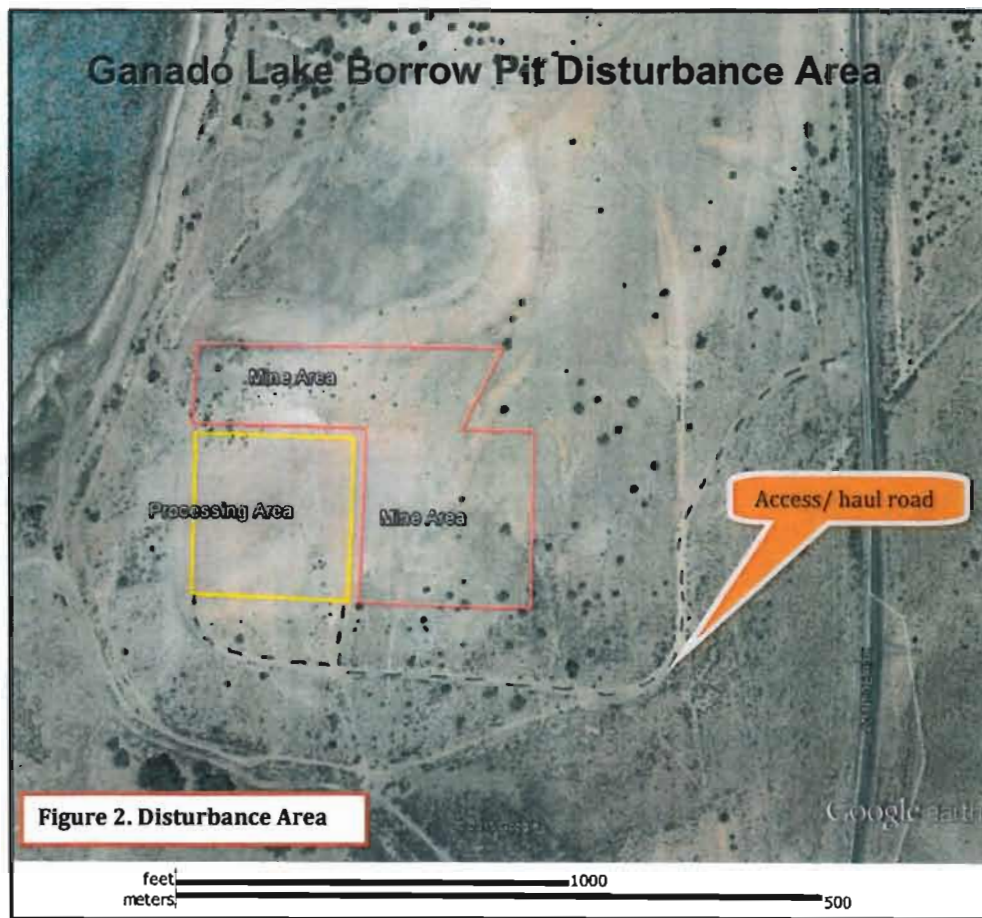 Ganado Lake Borrow Pit Disturbance Area
Mine Area
Processing Area
Mine Area
Access/ haul road
Figure 2. Disturbance Area
Google earth
feet
1000
meters
500